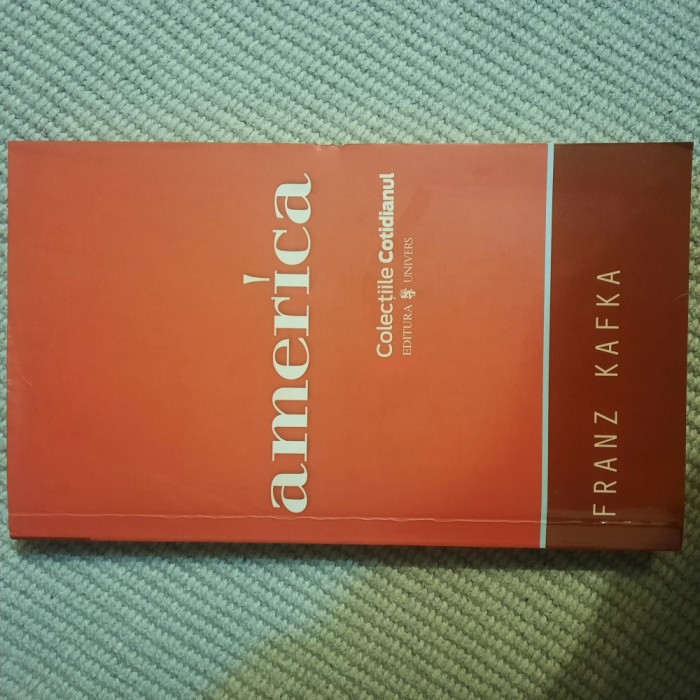 america
Colecțiile Cotidianul
EDITURA UNIVERS
FRANZ KAFKA